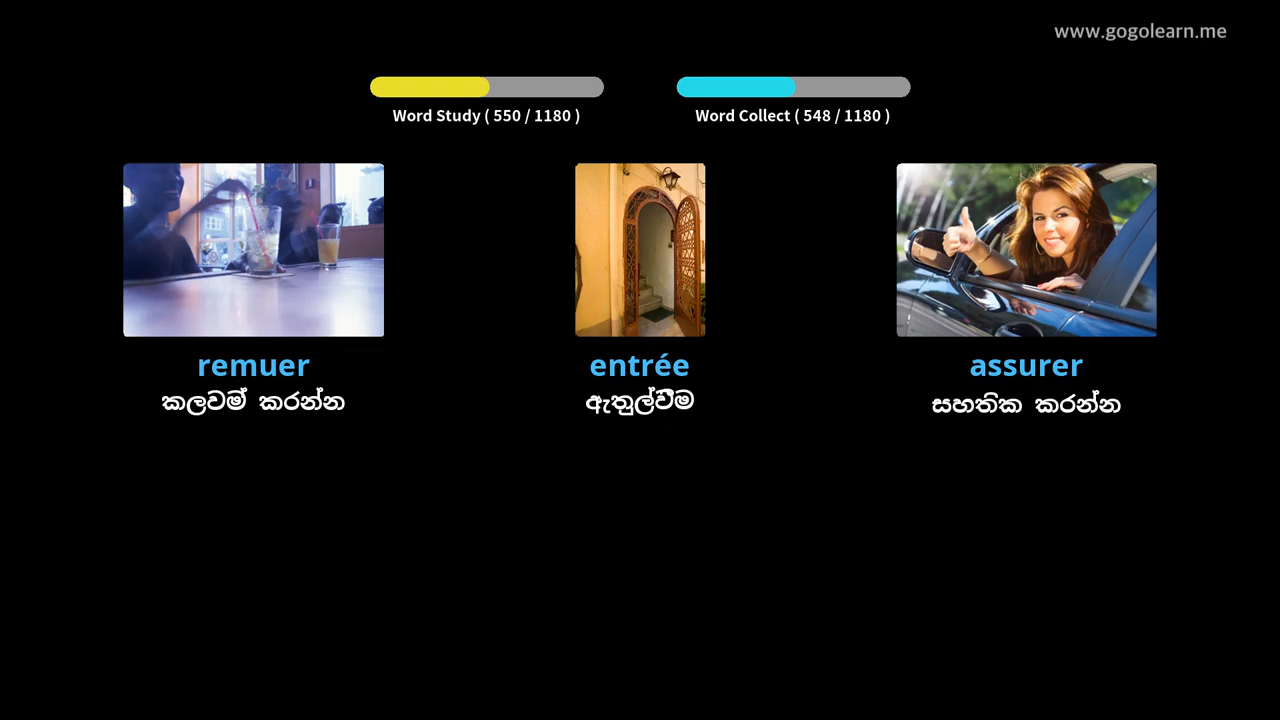 www.gogolearn.me
Word Study ( 550 / 1180 )
Word Collect ( 548 / 1180 )
remuer
entrée
assurer
කලවම් කරන්න
ඇතුල්වීම
සහතික කරන්න